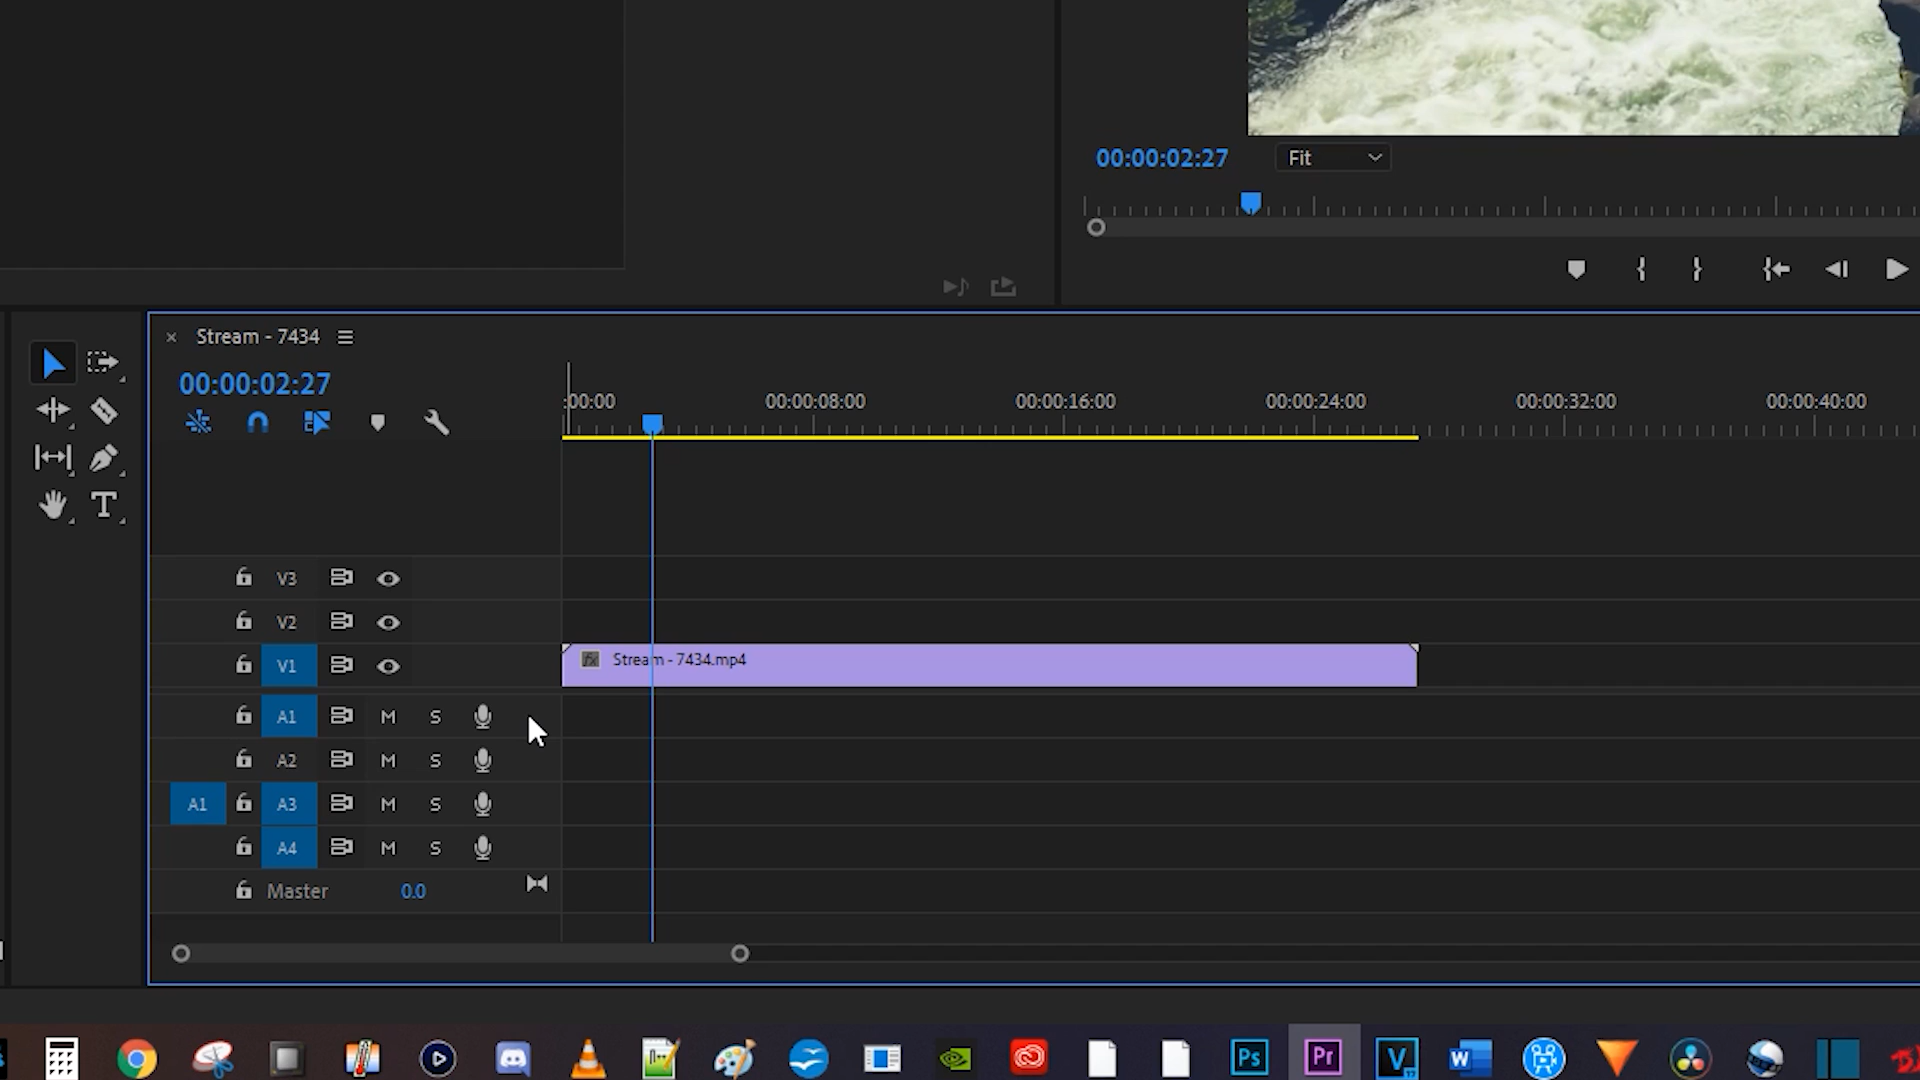 00:00:02:27 Fit
Stream - 7434
00:00:02:27
:00:00 00:00:08:00 00:00:16:00 00:00:24:00 00:00:32:00 00:00:40:00
V3
V2
V1 fx Stream - 7434.mp4
A1 M S
A2 M S
A1 A3 M S
A4 M S
Master 0.0
Ps Pr V W